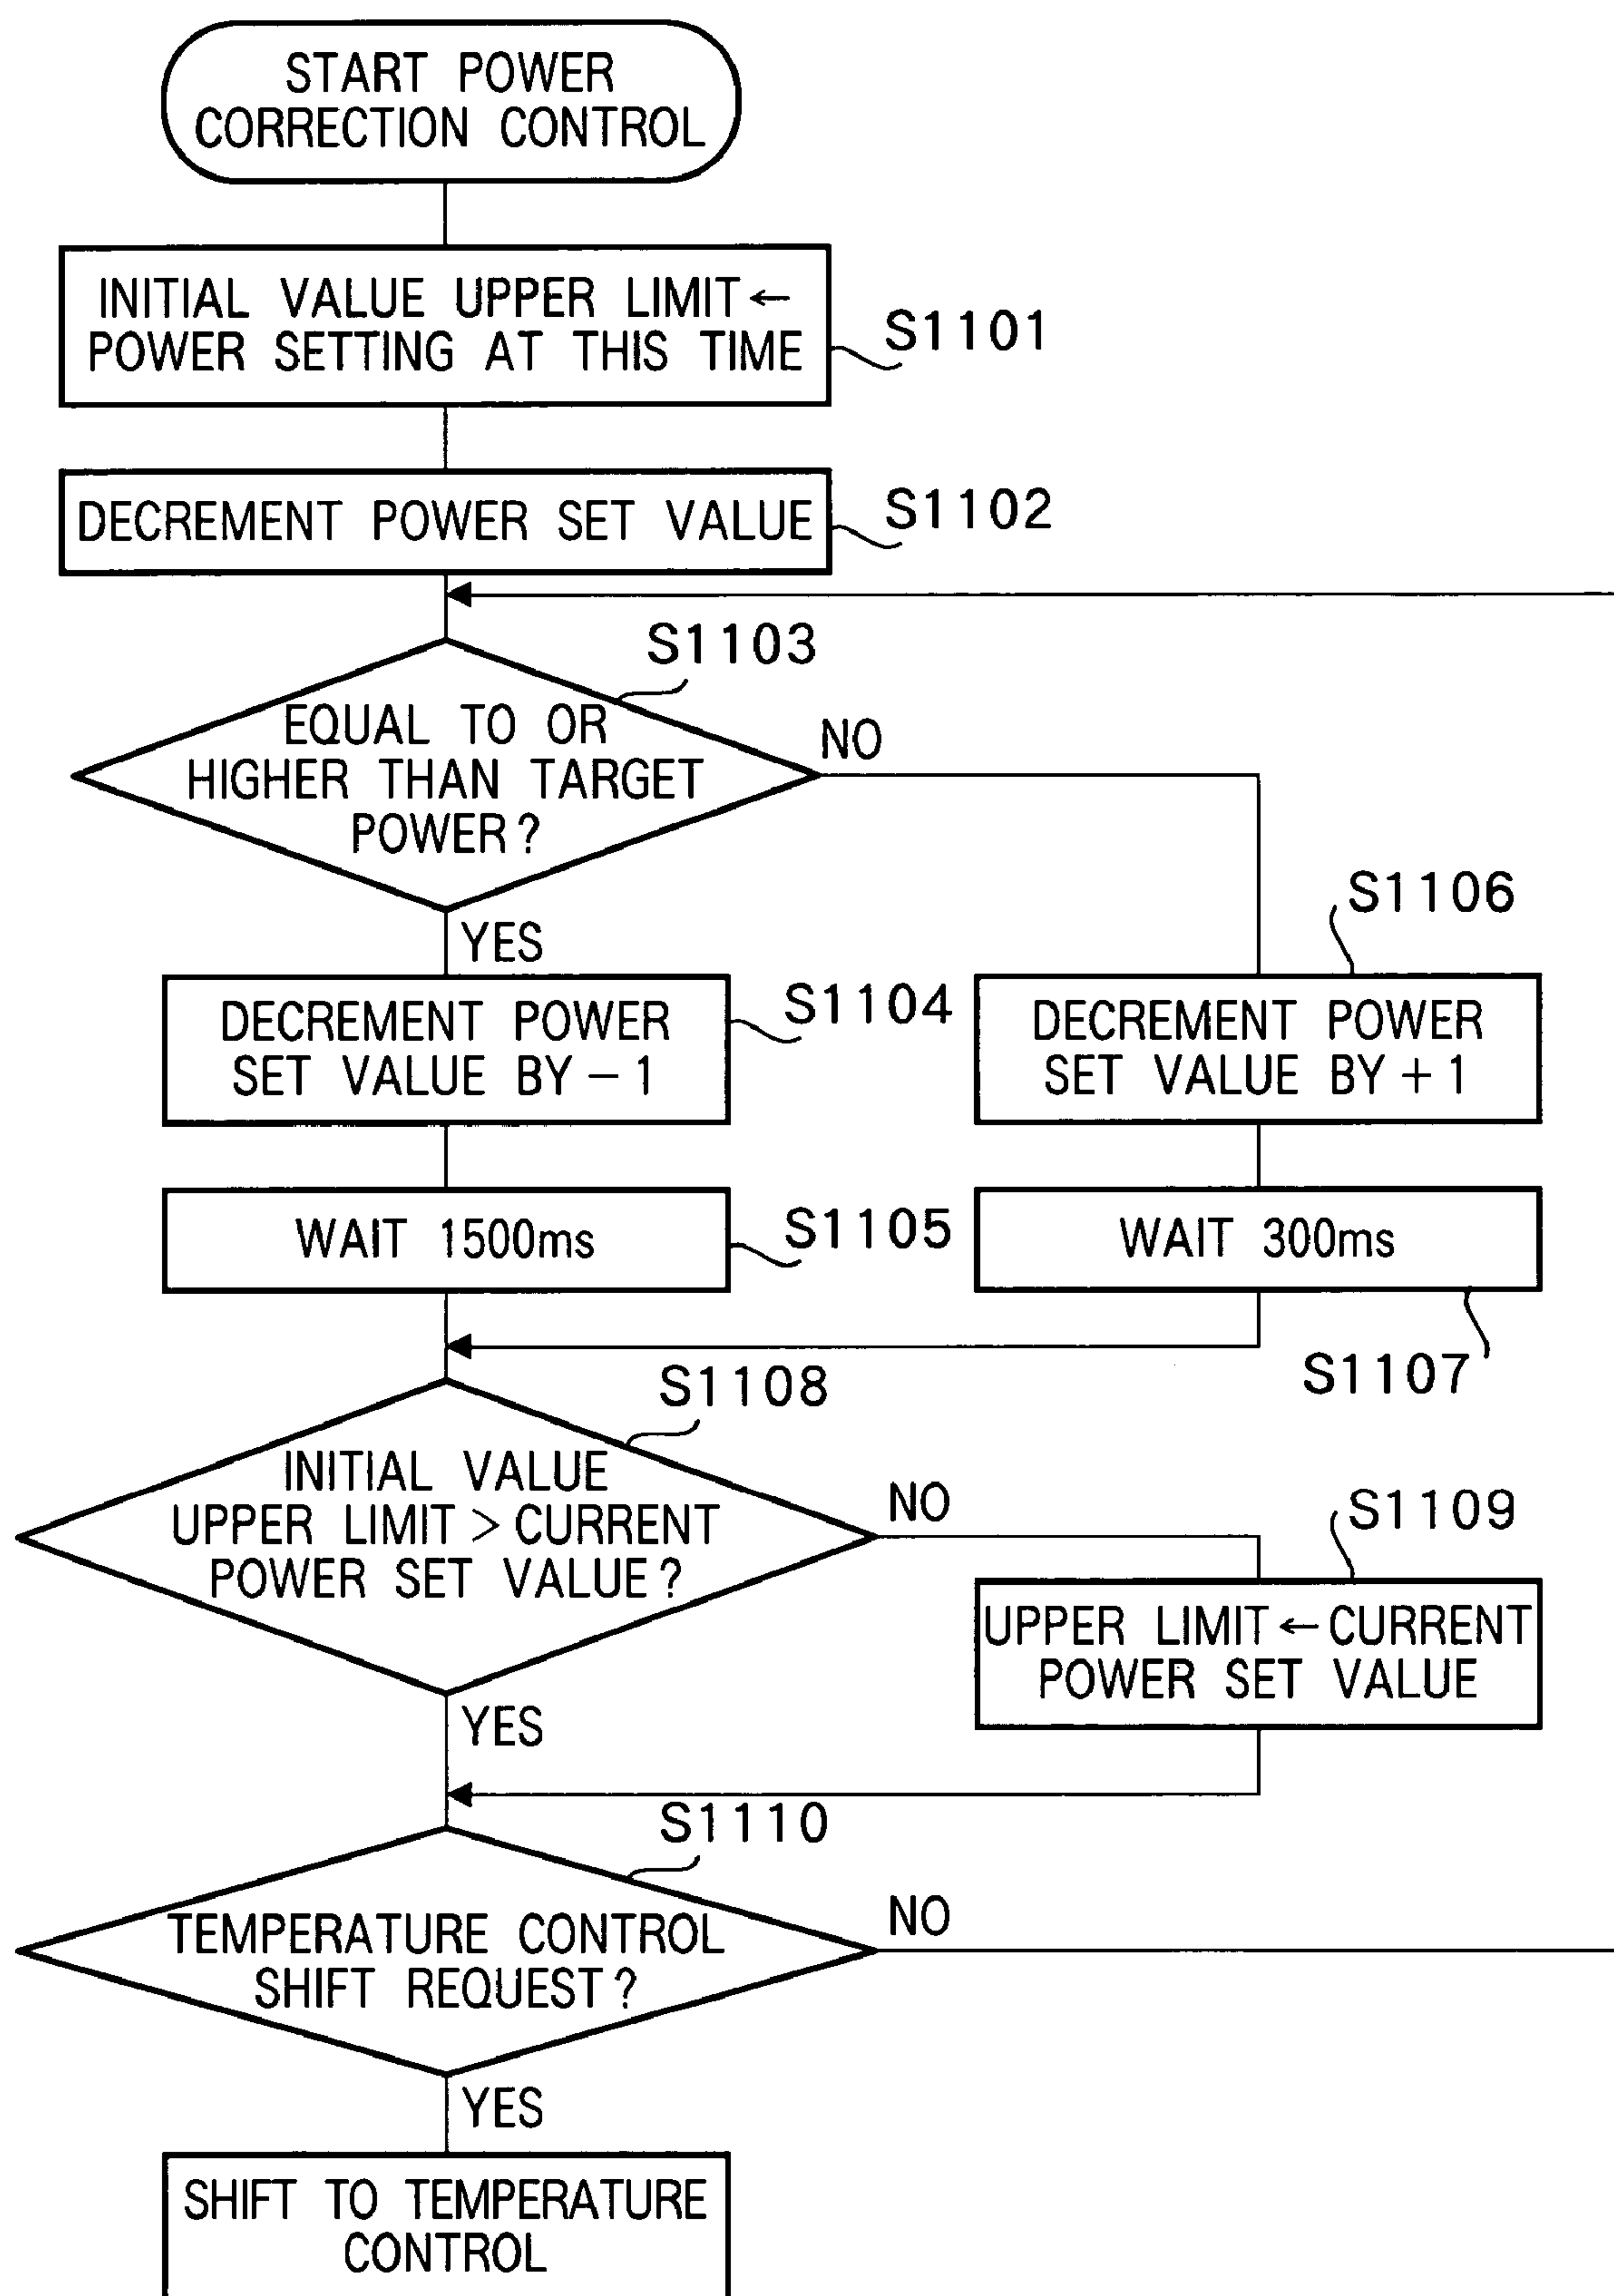 START POWER
CORRECTION CONTROL
INITIAL VALUE UPPER LIMIT←
POWER SETTING AT THIS TIME
S1101
DECREMENT POWER SET VALUE
S1102
S1103
EQUAL TO OR
HIGHER THAN TARGET
POWER?
NO
YES
S1106
DECREMENT POWER
SET VALUE BY −1
S1104
DECREMENT POWER
SET VALUE BY +1
WAIT 1500ms
S1105
WAIT 300ms
S1107
S1108
INITIAL VALUE
UPPER LIMIT > CURRENT
POWER SET VALUE?
NO
S1109
UPPER LIMIT ← CURRENT
POWER SET VALUE
YES
S1110
TEMPERATURE CONTROL
SHIFT REQUEST?
NO
YES
SHIFT TO TEMPERATURE
CONTROL